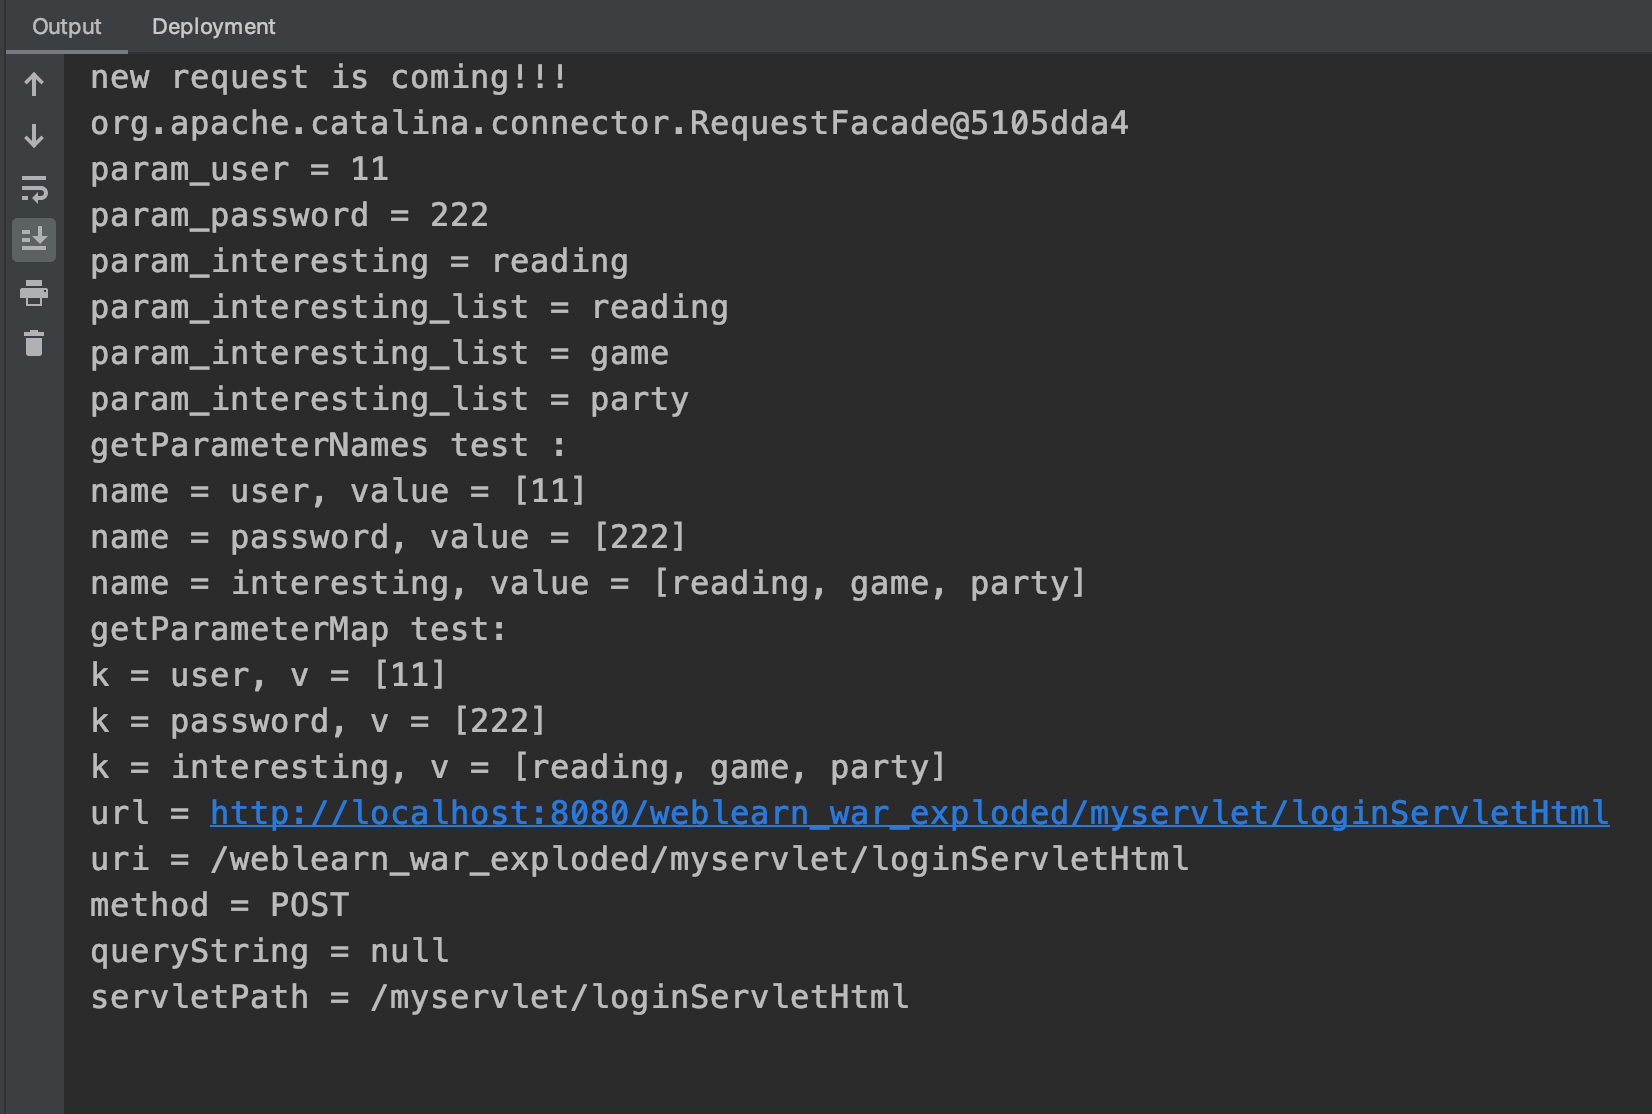 Output Deployment
new request is coming!!!
org.apache.catalina.connector.RequestFacade@5105dda4
param_user = 11
param_password = 222
param_interesting = reading
param_interesting_list = reading
param_interesting_list = game
param_interesting_list = party
getParameterNames test :
name = user, value = [11]
name = password, value = [222]
name = interesting, value = [reading, game, party]
getParameterMap test:
k = user, v = [11]
k = password, v = [222]
k = interesting, v = [reading, game, party]
url = http://localhost:8080/weblearn_war_exploded/myservlet/loginServletHtml
uri = /weblearn_war_exploded/myservlet/loginServletHtml
method = POST
queryString = null
servletPath = /myservlet/loginServletHtml